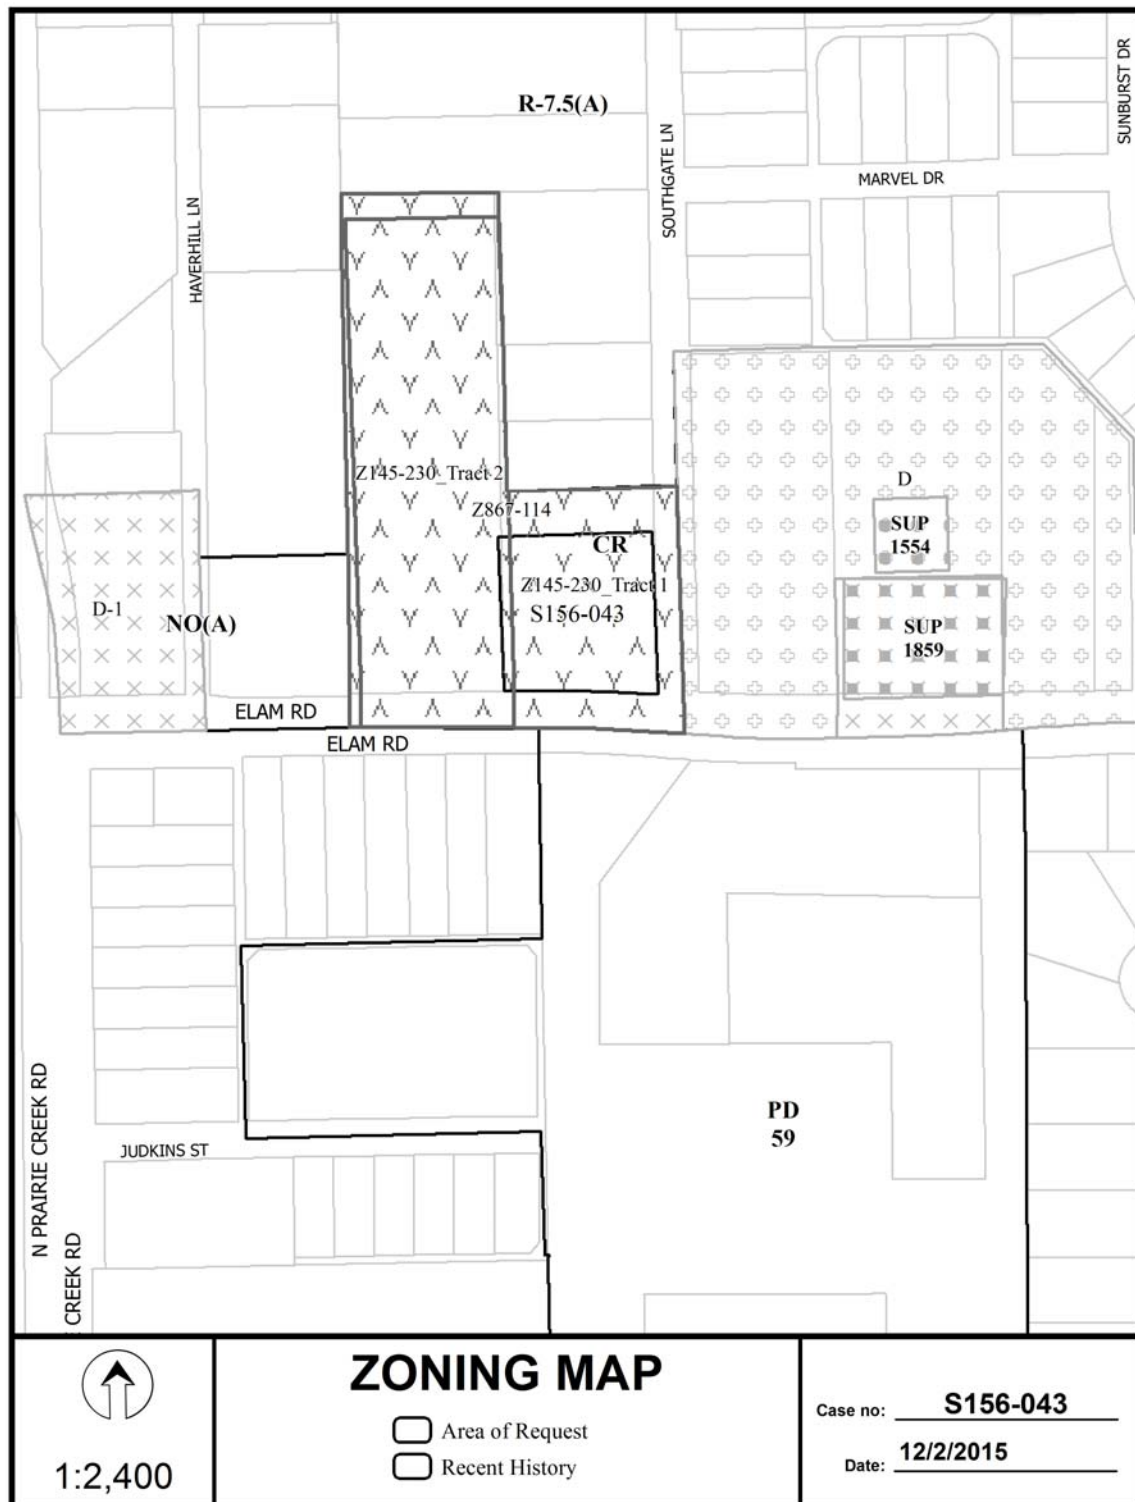 R-7.5(A)
SUNBURST DR
SOUTHGATE LN
MARVEL DR
HAVERHILL LN
Z145-230_Tract 2
Z867-114
D
SUP
1554
CR
Z145-230_Tract 1
S156-043
D-1
NO(A)
SUP
1859
ELAM RD
ELAM RD
PD
59
JUDKINS ST
N PRAIRIE CREEK RD
CREEK RD
ZONING MAP
Area of Request
Recent History
1:2,400
Case no: S156-043
Date: 12/2/2015